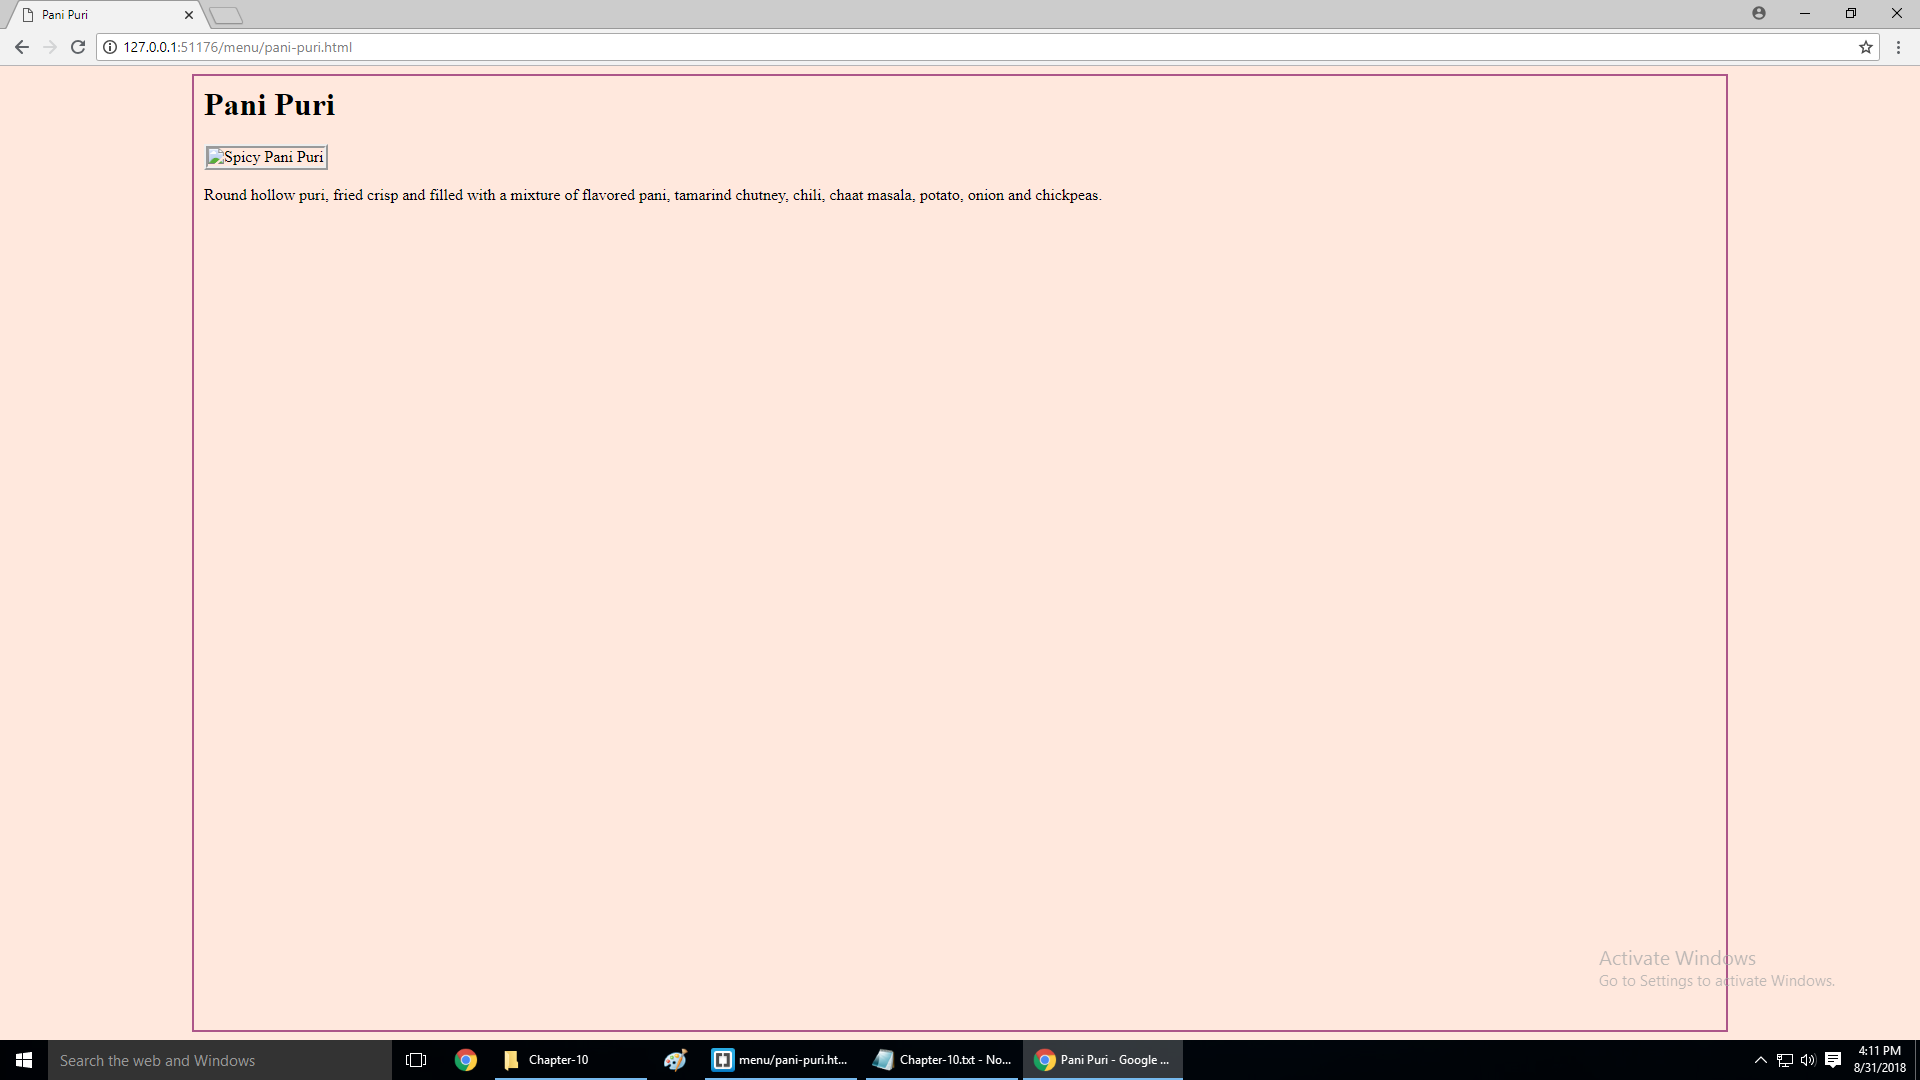 Pani Puri
127.0.0.1:51176/menu/pani-puri.html
Pani Puri
Spicy Pani Puri
Round hollow puri, fried crisp and filled with a mixture of flavored pani, tamarind chutney, chili, chaat masala, potato, onion and chickpeas.
Activate Windows
Go to Settings to activate Windows.
Search the web and Windows
Chapter-10
menu/pani-puri.ht...
Chapter-10.txt - No...
Pani Puri - Google ...
4:11 PM
8/31/2018